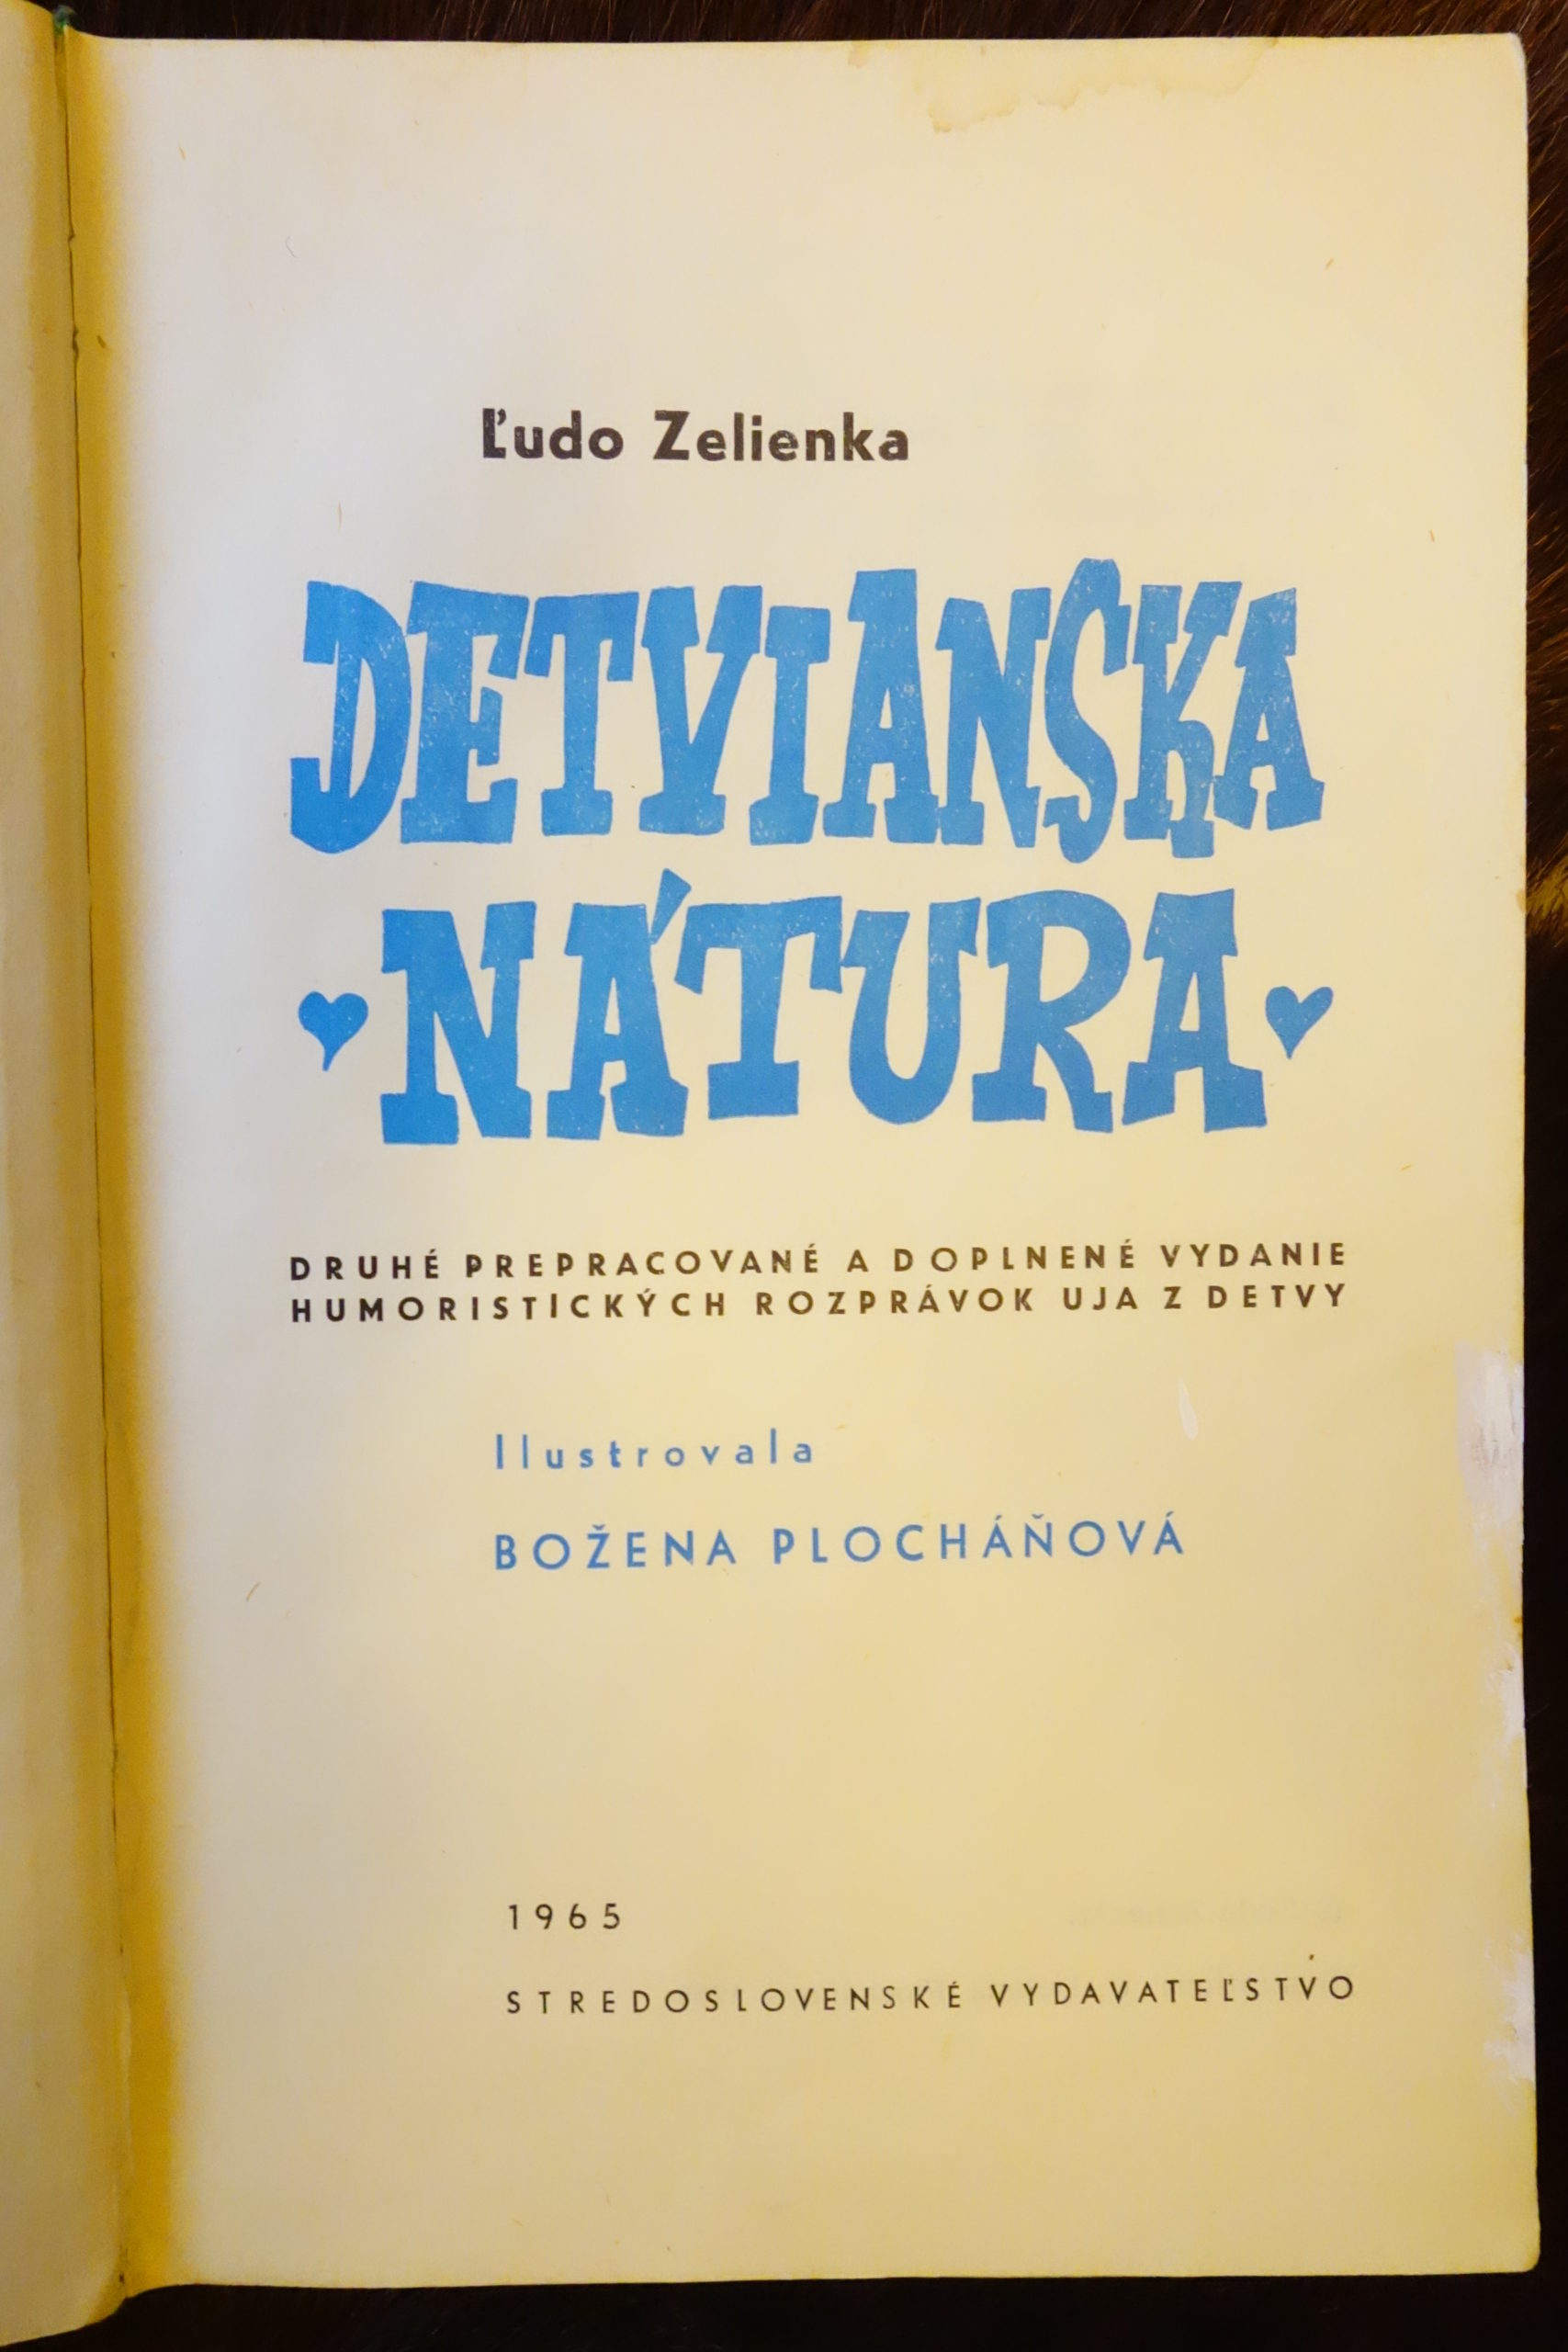 Ľudo Zelienka
DETVIANSKA
NÁTURA
DRUHÉ PREPRACOVANÉ A DOPLNENÉ VYDANIE
HUMORISTICKÝCH ROZPRÁVOK UJA Z DETVY
Ilustrovala
BOŽENA PLOCHÁŇOVÁ
1965
STREDOSLOVENSKÉ VYDAVATEĽSTVO